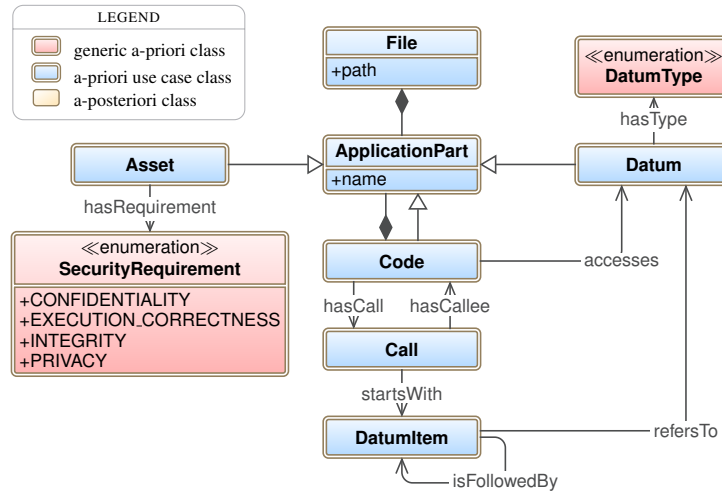 LEGEND
generic a-priori class
a-priori use case class
a-posteriori class
File
+path
≪enumeration≫
DatumType
hasType
Asset
ApplicationPart
+name
Datum
hasRequirement
≪enumeration≫
SecurityRequirement
+CONFIDENTIALITY
+EXECUTION_CORRECTNESS
+INTEGRITY
+PRIVACY
Code
accesses
hasCall
hasCallee
Call
startsWith
DatumItem
refersTo
isFollowedBy